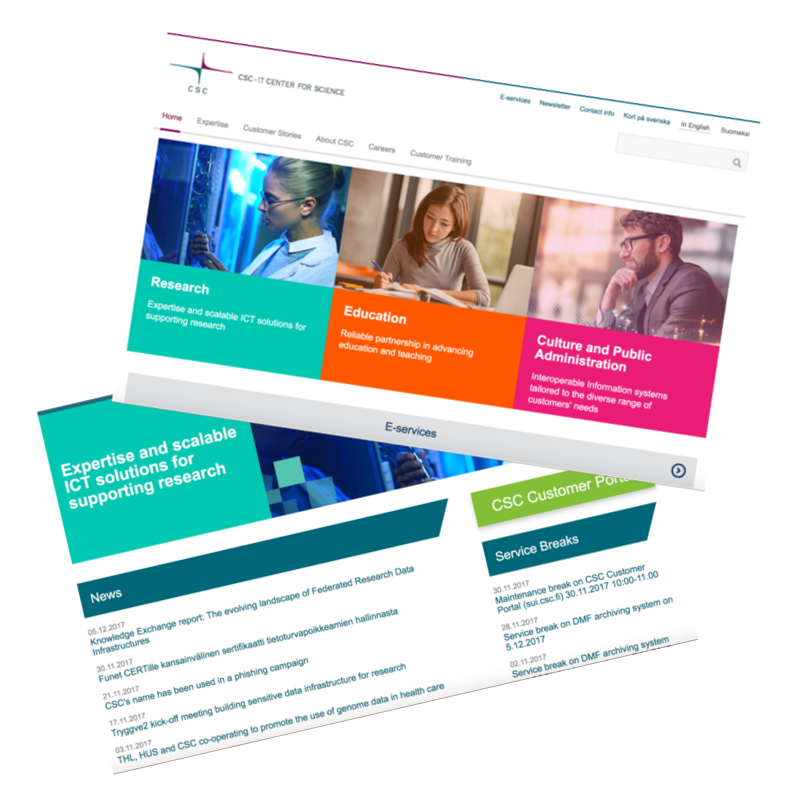 CSC
CSC - IT CENTER FOR SCIENCE
E-services Newsletter Contact info Kort på svenska In English Suomeksi
Home Expertise Customer Stories About CSC Careers Customer Training
Research
Expertise and scalable ICT solutions for
supporting research
Education
Reliable partnership in advancing
education and teaching
Culture and Public
Administration
Interoperable Information systems
tailored to the diverse range of
customers' needs
E-services
Expertise and scalable
ICT solutions for
supporting research
CSC Customer
News
05.12.2017
Knowledge Exchange report: The evolving landscape of Federated Research Data
Infrastructures
30.11.2017
Funet CERTille kansainvälinen sertifikaatti tietoturvapoikkeamien hallinnasta
21.11.2017
CSC's name has been used in a phishing campaign
17.11.2017
Tryggve2 kick-off meeting building sensitive data infrastructure for research
03.11.2017
THL, HUS and CSC co-operating to promote the use of genome data in health care
Service Breaks
30.11.2017
Maintenance break on CSC Customer
Portal (sui.csc.fi) 30.11.2017 10:00-11.00
28.11.2017
Service break on DMF archiving system on
5.12.2017
02.11.2017
Service break on DMF archiving system